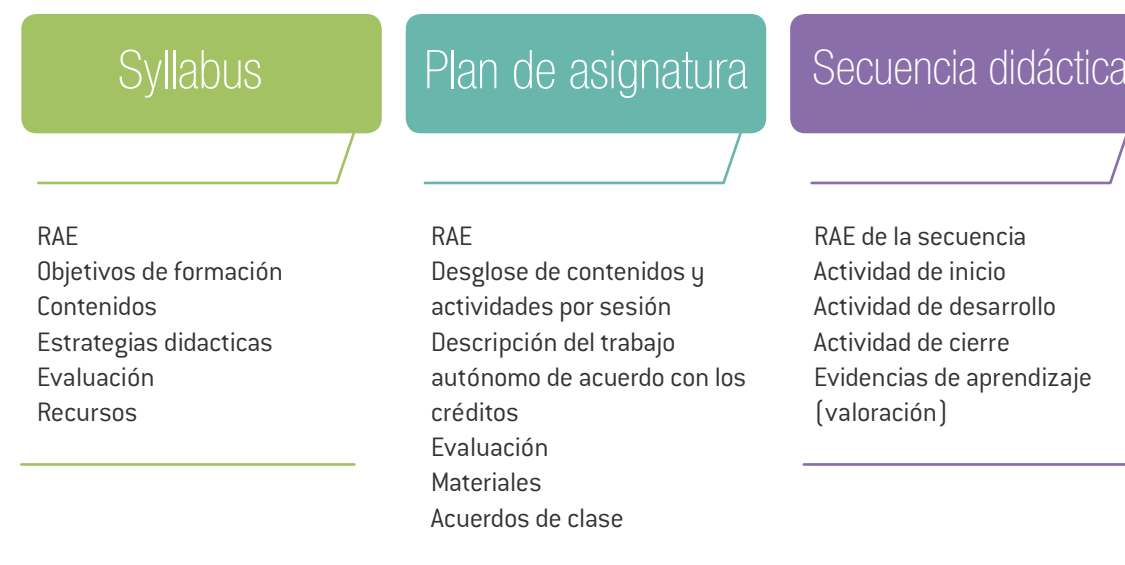 Syllabus
RAE
Objetivos de formación
Contenidos
Estrategias didacticas
Evaluación
Recursos
Plan de asignatura
RAE
Desglose de contenidos y
actividades por sesión
Descripción del trabajo
autónomo de acuerdo con los
créditos
Evaluación
Materiales
Acuerdos de clase
Secuencia didáctica
RAE de la secuencia
Actividad de inicio
Actividad de desarrollo
Actividad de cierre
Evidencias de aprendizaje
(valoración)